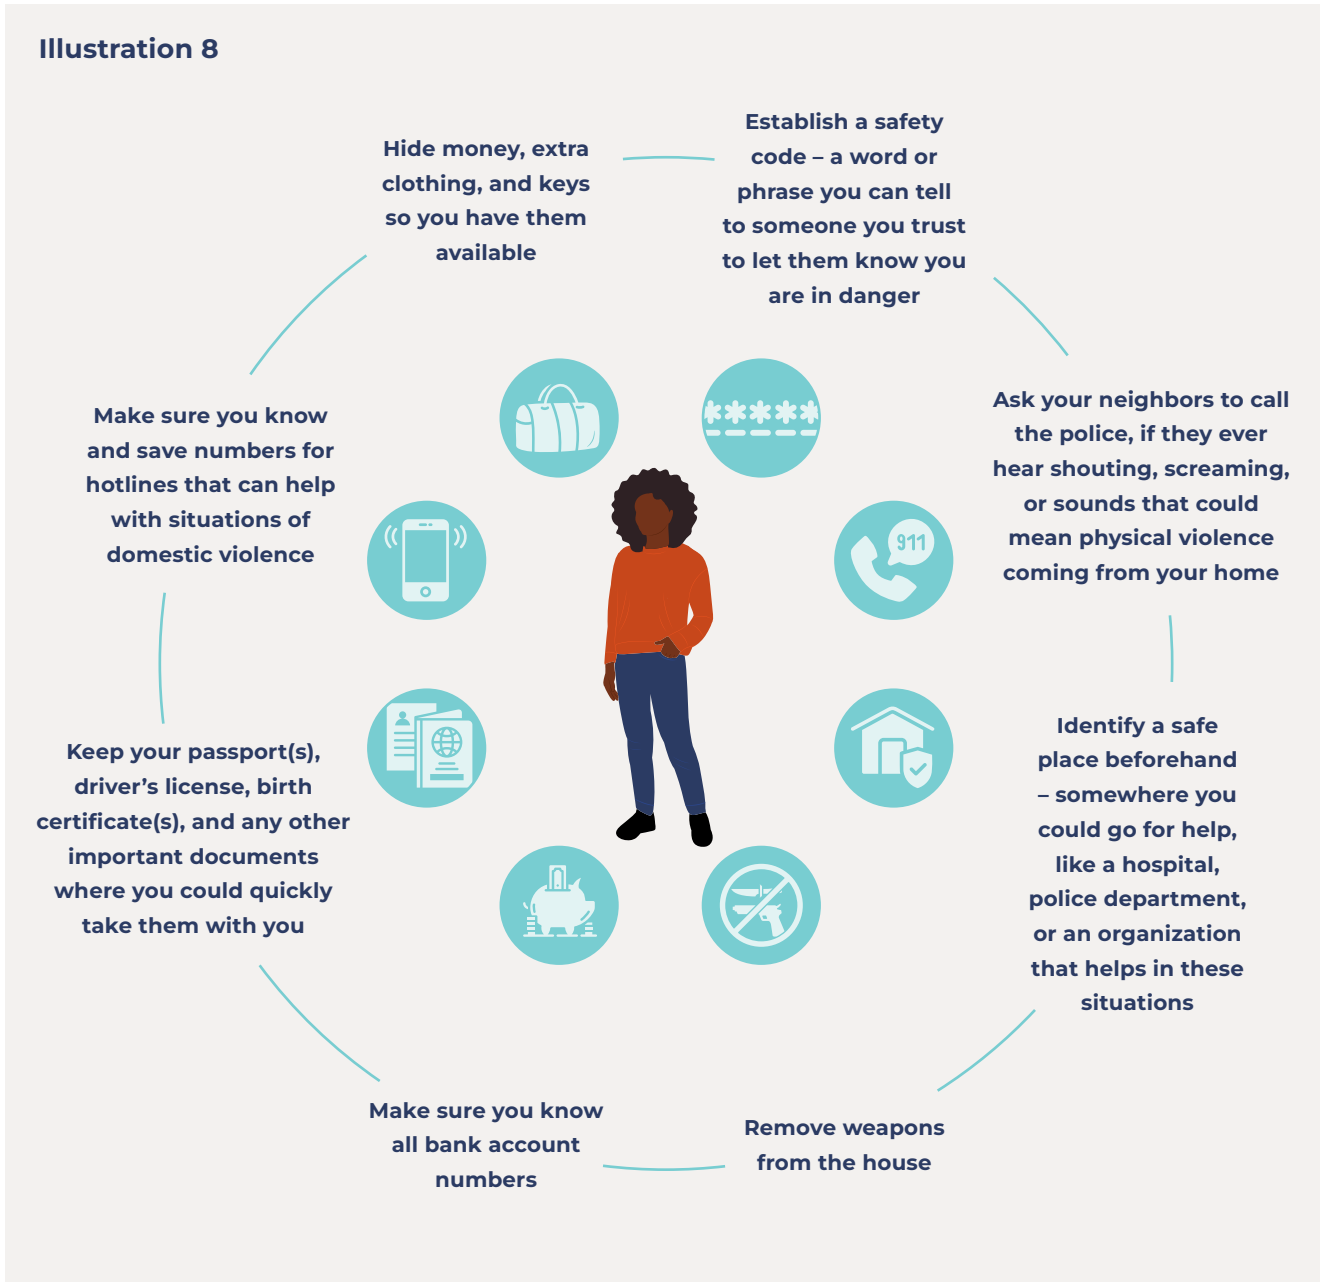 Illustration 8
Hide money, extra
clothing, and keys
so you have them
available
Establish a safety
code – a word or
phrase you can tell
to someone you trust
to let them know you
are in danger
Ask your neighbors to call
the police, if they ever
hear shouting, screaming,
or sounds that could
mean physical violence
coming from your home
911
Identify a safe
place beforehand
– somewhere you
could go for help,
like a hospital,
police department,
or an organization
that helps in these
situations
Remove weapons
from the house
Make sure you know
all bank account
numbers
Keep your passport(s),
driver’s license, birth
certificate(s), and any other
important documents
where you could quickly
take them with you
Make sure you know
and save numbers for
hotlines that can help
with situations of
domestic violence